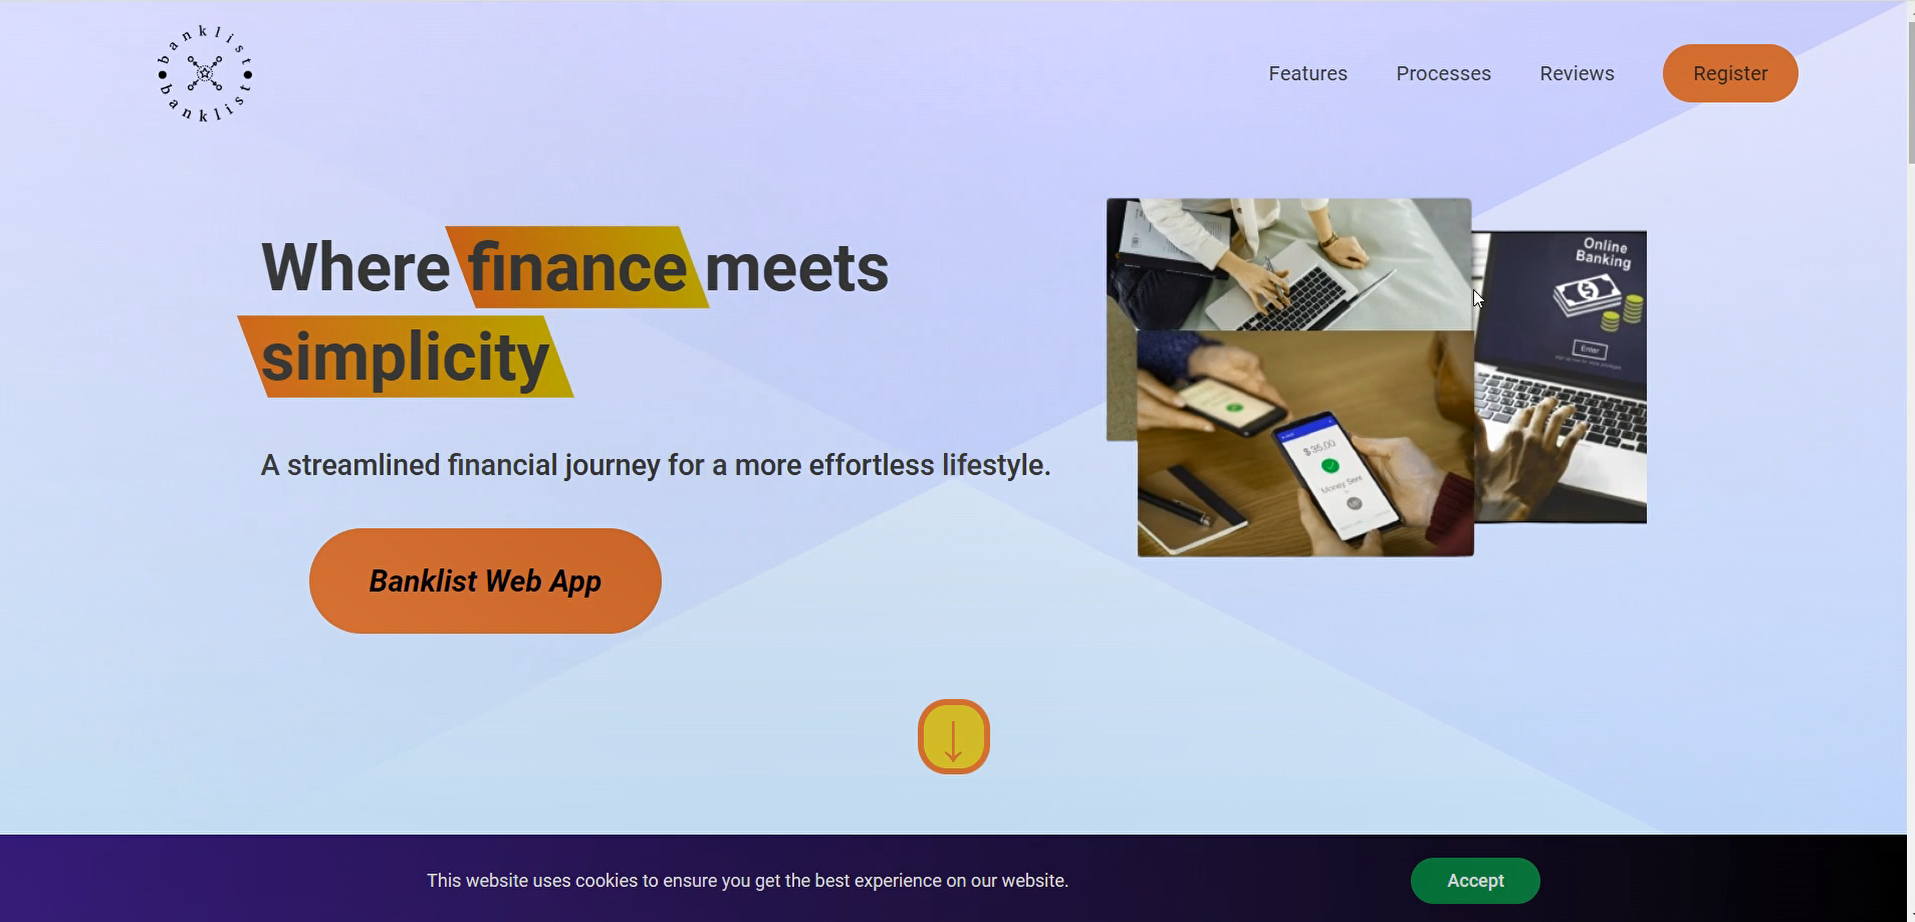 banklist
banklist
Features
Processes
Reviews
Register
Where finance meets
simplicity
A streamlined financial journey for a more effortless lifestyle.
Banklist Web App
Online
Banking
Enter
$35.00
Money Sent
This website uses cookies to ensure you get the best experience on our website.
Accept